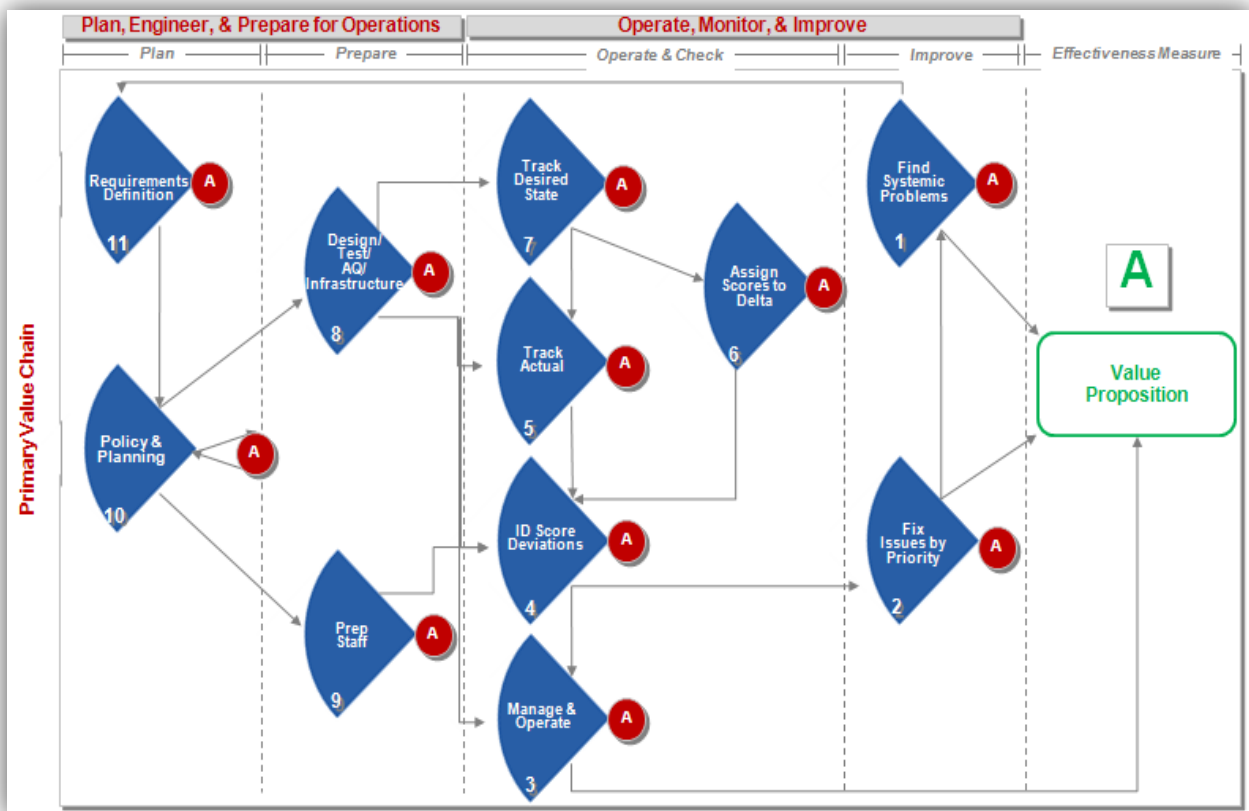 Plan, Engineer, & Prepare for Operations
Operate, Monitor, & Improve
Plan
Prepare
Operate & Check
Improve
Effectiveness Measure
Primary Value Chain
Requirements
Definition
A
11
Policy &
Planning
A
10
Design/
Test/
AQ/
Infrastructure
A
8
Prep
Staff
A
9
Track
Desired
State
A
7
Track
Actual
A
5
ID Score
Deviations
A
4
Manage &
Operate
A
3
Assign
Scores to
Delta
A
6
Find
Systemic
Problems
A
1
Fix
Issues by
Priority
A
2
A
Value
Proposition